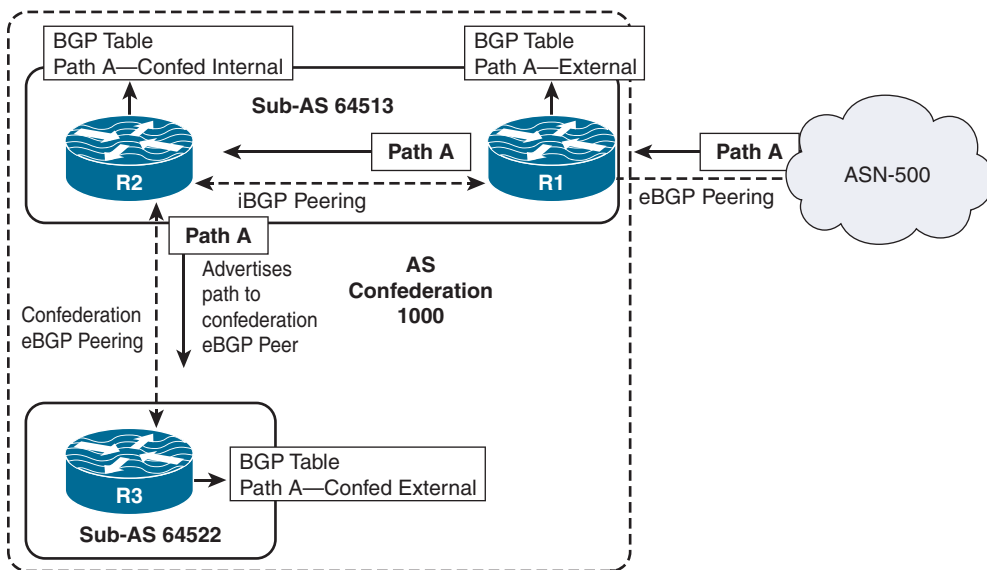 BGP Table
Path A—Confed Internal
BGP Table
Path A—External
Sub-AS 64513
Path A
Path A
R2
R1
ASN-500
iBGP Peering
eBGP Peering
Path A
Advertises
path to
confederation
eBGP Peer
AS
Confederation
1000
Confederation
eBGP Peering
R3
BGP Table
Path A—Confed External
Sub-AS 64522